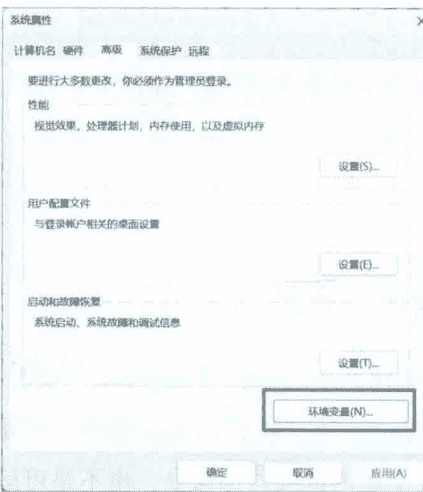 系统属性
计算机名 硬件 高级 系统保护 远程
要进行大多数更改，你必须作为管理员登录。
性能
视觉效果，处理器计划，内存使用，以及虚拟内存
设置(S)...
用户配置文件
与登录帐户相关的桌面设置
设置(E)...
启动和故障恢复
系统启动、系统故障和调试信息
设置(T)...
环境变量(N)...
确定 取消 应用(A)